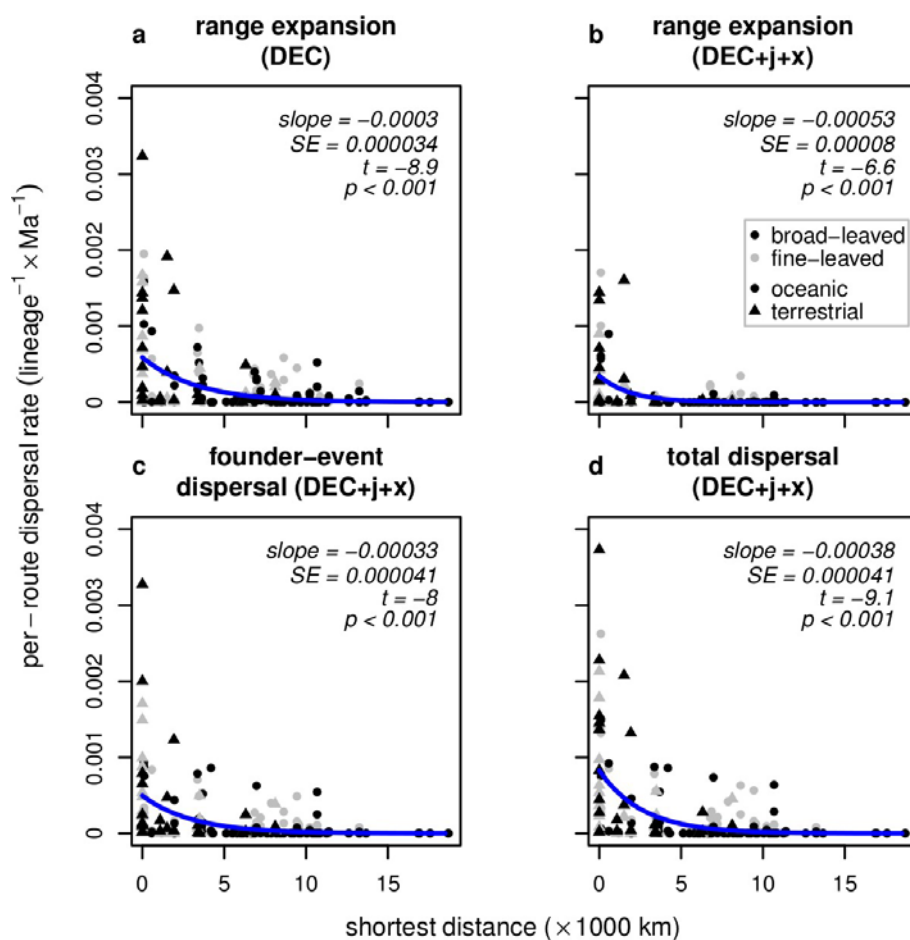 a
range expansion
(DEC)
b
range expansion
(DEC+j+x)
slope = −0.0003
SE = 0.000034
t = −8.9
p < 0.001
slope = −0.00053
SE = 0.00008
t = −6.6
p < 0.001
broad−leaved
fine−leaved
oceanic
terrestrial
0.004
0.003
0.002
0.001
0
c
founder−event
dispersal (DEC+j+x)
d
total dispersal
(DEC+j+x)
slope = −0.00033
SE = 0.000041
t = −8
p < 0.001
slope = −0.00038
SE = 0.000041
t = −9.1
p < 0.001
0.004
0.003
0.002
0.001
0
0 5 10 15
0 5 10 15
per−route dispersal rate (lineage⁻¹ × Ma⁻¹)
shortest distance (×1000 km)